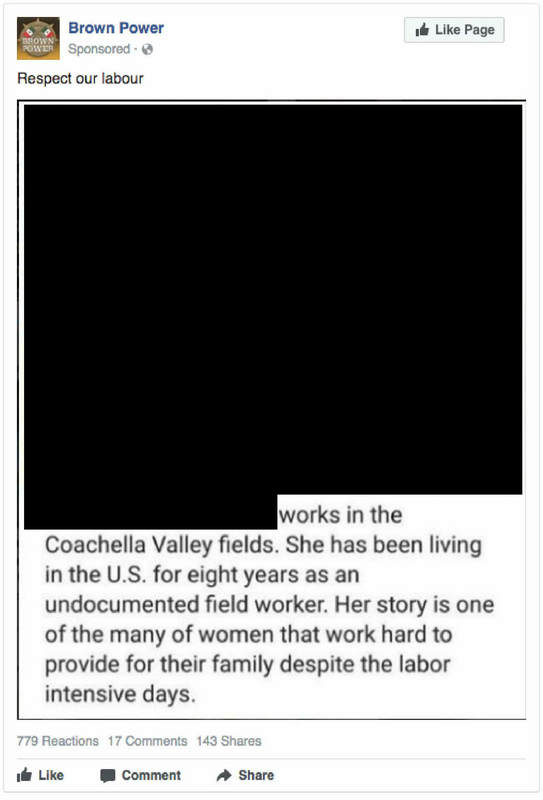 Brown Power
Sponsored ·
Like Page
BROWN
POWER
Respect our labour
works in the
Coachella Valley fields. She has been living
in the U.S. for eight years as an
undocumented field worker. Her story is one
of the many of women that work hard to
provide for their family despite the labor
intensive days.
779 Reactions 17 Comments 143 Shares
Like Comment Share